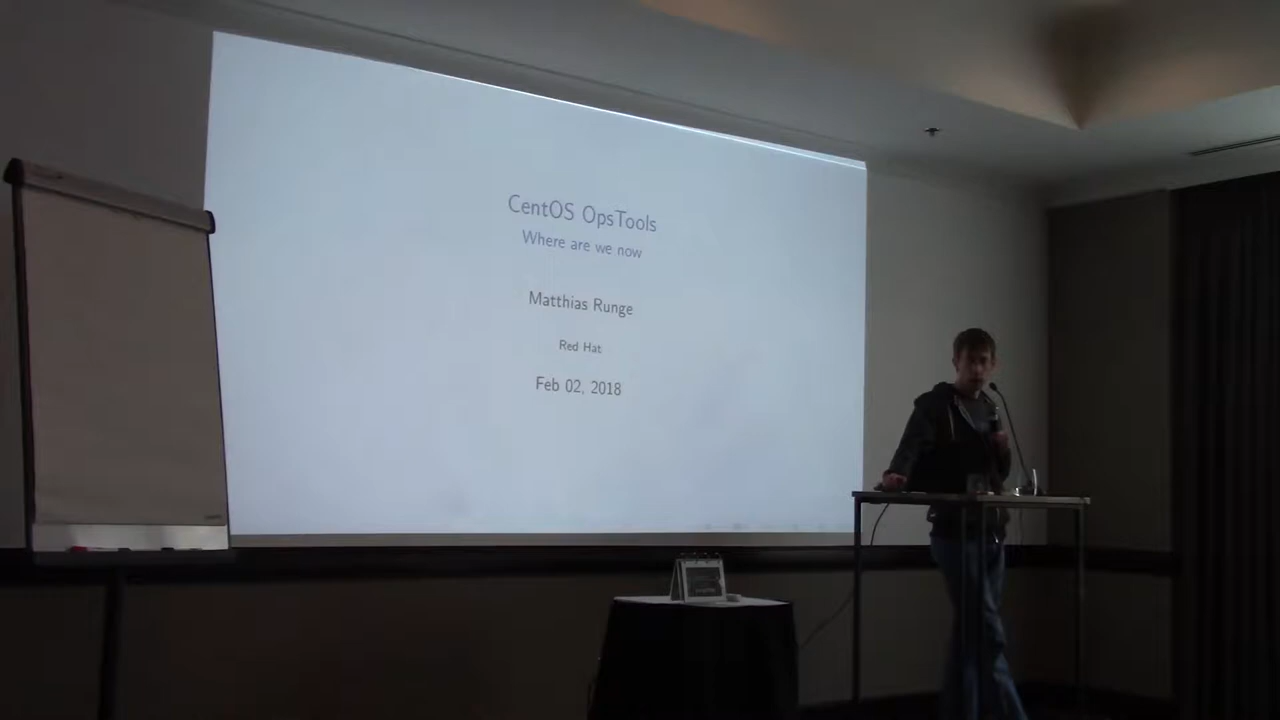 CentOS OpsTools
Where are we now
Matthias Runge
Red Hat
Feb 02, 2018